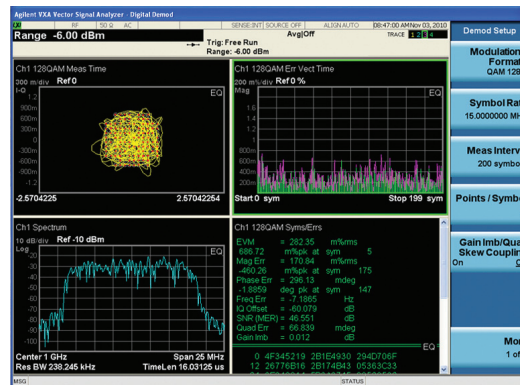 Agilent VXA Vector Signal Analyzer - Digital Demod
RF 50 Ω AC SENSE:INT SOURCE OFF ALIGN AUTO 08:47:00 AM Nov 03, 2010
Range -6.00 dBm
Avg|Off
TRACE 1 2 3 4
Trig: Free Run
Range: -6.00 dBm
Demod Setup
Modulation
Format
QAM 128
Symbol Rat
15.0000000 MH
Meas Interv
200 symbo
Points / Symbo
Gain Imb/Qua
Skew Couplin
On
Mor
1 of
Ch1 128QAM Meas Time
300 m/div Ref 0
I-Q
EQ
1.2
900m
600m
300m
0
-300m
-600m
-900m
-1.2
-2.5704225 2.57042254
Ch1 128QAM Err Vect Time
200 m%/div Ref 0 %
Mag
EQ
1.6
1.4
1.2
1
800m
600m
400m
200m
Start 0 sym Stop 199 sym
Ch1 Spectrum
10 dB/div Ref -10 dBm
Log
-20
-30
-40
-50
-60
-70
-80
-90
-100
Center 1 GHz Span 25 MHz
Res BW 238.245 kHz TimeLen 16.03125 us
Ch1 128QAM Syms/Errs
EVM = 282.35 m%rms
686.72 m%pk at sym 5
Mag Err = 170.84 m%rms
-460.26 m%pk at sym 175
Phase Err = 296.13 mdeg
-1.8859 deg pk at sym 147
Freq Err = -7.1865 Hz
IQ Offset = -60.079 dB
SNR (MER) = 46.551 dB
Quad Err = 66.839 mdeg
Gain Imb = 0.012 dB
EQ
0 4F345219 2B1E4930 294D706F
12 26776B16 2B174B43 05363C33
MSG STATUS